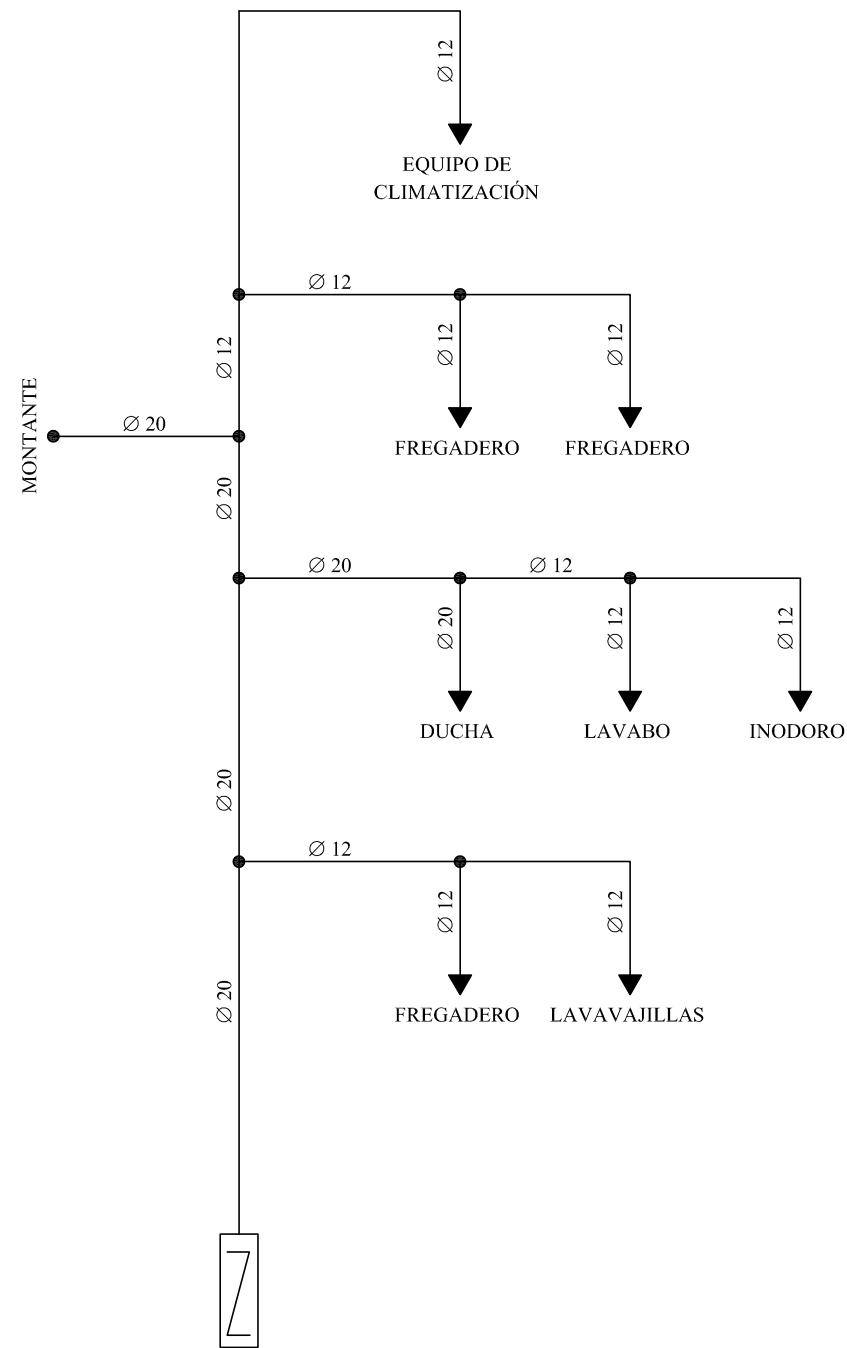 ∅ 12
EQUIPO DE
CLIMATIZACIÓN
∅ 12
∅ 12
∅ 12
∅ 12
MONTANTE
∅ 20
FREGADERO
FREGADERO
∅ 20
∅ 20
∅ 12
∅ 20
∅ 12
∅ 12
DUCHA
LAVABO
INODORO
∅ 20
∅ 12
∅ 12
∅ 12
∅ 20
FREGADERO
LAVAVAJILLAS